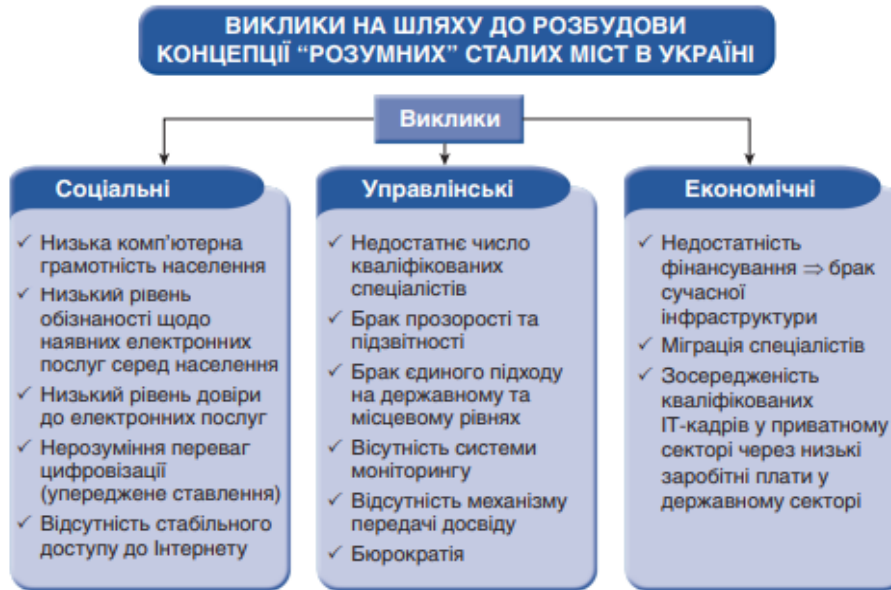 ВИКЛИКИ НА ШЛЯХУ ДО РОЗБУДОВИ
КОНЦЕПЦІЇ “РОЗУМНИХ” СТАЛИХ МІСТ В УКРАЇНІ
Виклики
Соціальні
✓ Низька комп’ютерна
грамотність населення
✓ Низький рівень
обізнаності щодо
наявних електронних
послуг серед населення
✓ Низький рівень довіри
до електронних послуг
✓ Нерозуміння переваг
цифровізації
(упереджене ставлення)
✓ Відсутність стабільного
доступу до Інтернету
Управлінські
✓ Недостатнє число
кваліфікованих
спеціалістів
✓ Брак прозорості та
підзвітності
✓ Брак єдиного підходу
на державному та
місцевому рівнях
✓ Вісутність системи
моніторингу
✓ Відсутність механізму
передачі досвіду
✓ Бюрократія
Економічні
✓ Недостатність
фінансування ⇒ брак
сучасної
інфраструктури
✓ Міграція спеціалістів
✓ Зосередженість
кваліфікованих
ІТ-кадрів у приватному
секторі через низькі
заробітні плати у
державному секторі